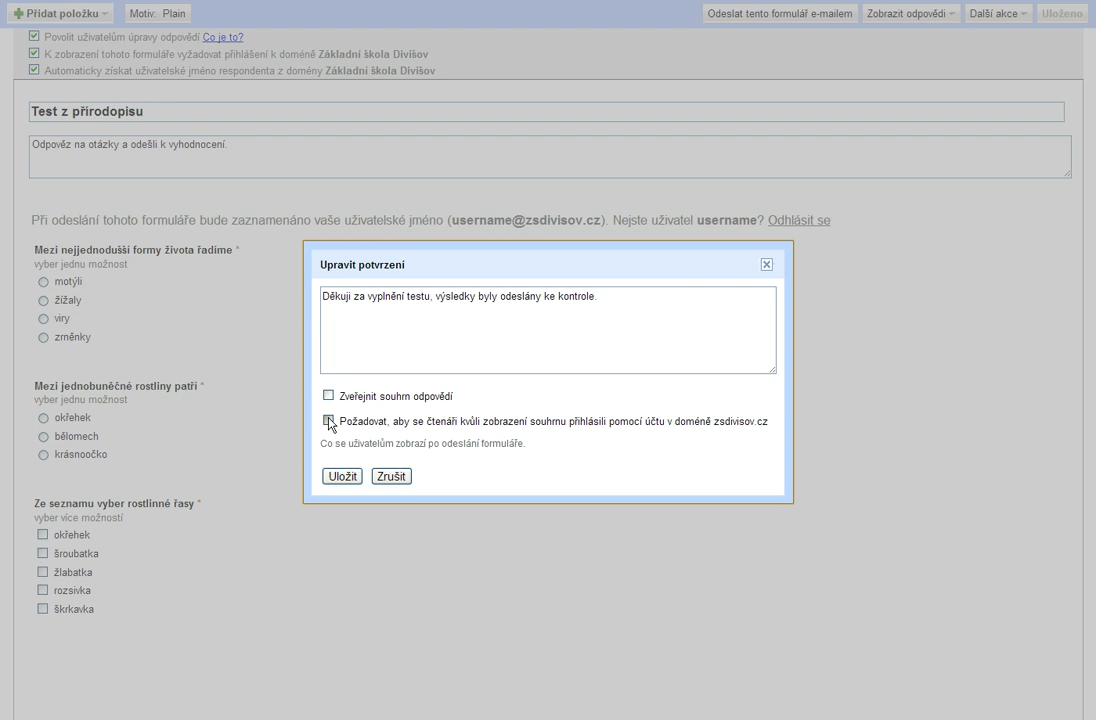 Přidat položku
Motiv: Plain
Odeslat tento formulář e-mailem
Zobrazit odpovědi
Další akce
Uloženo
Povolit uživatelům úpravy odpovědí Co je to?
K zobrazení tohoto formuláře vyžadovat přihlášení k doméně Základní škola Divišov
Automaticky získat uživatelské jméno respondenta z domény Základní škola Divišov
Test z přírodopisu
Odpověz na otázky a odešli k vyhodnocení.
Při odeslání tohoto formuláře bude zaznamenáno vaše uživatelské jméno (username@zsdivisov.cz). Nejste uživatel username? Odhlásit se
Mezi nejjednodušší formy života řadíme *
vyber jednu možnost
motýli
žížaly
viry
zrněnky
Mezi jednobuněčné rostliny patří *
vyber jednu možnost
okřehek
bělomech
krásnoočko
Ze seznamu vyber rostlinné řasy *
vyber více možností
okřehek
šroubatka
žlabatka
rozsivka
škrkavka
Upravit potvrzení
Děkuji za vyplnění testu, výsledky byly odeslány ke kontrole.
Zveřejnit souhrn odpovědí
Požadovat, aby se čtenáři kvůli zobrazení souhrnu přihlásili pomocí účtu v doméně zsdivisov.cz
Co se uživatelům zobrazí po odeslání formuláře.
Uložit
Zrušit